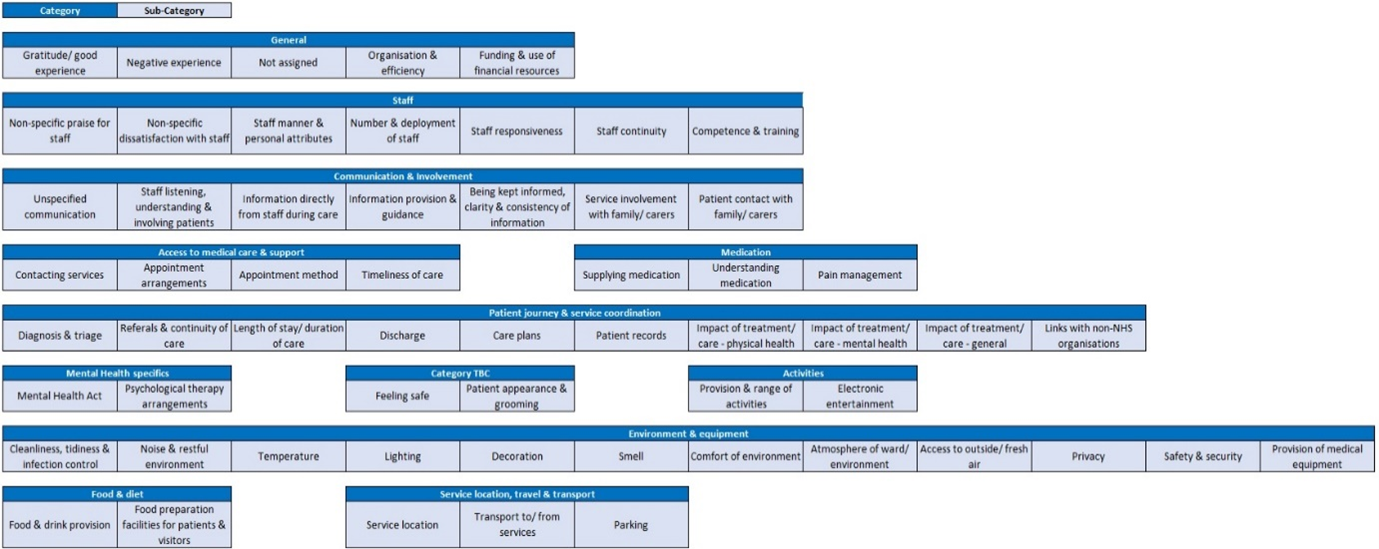 Category Sub-Category
General
Gratitude/ good experience
Negative experience
Not assigned
Organisation & efficiency
Funding & use of financial resources
Staff
Non-specific praise for staff
Non-specific dissatisfaction with staff
Staff manner & personal attributes
Number & deployment of staff
Staff responsiveness
Staff continuity
Competence & training
Communication & Involvement
Unspecified communication
Staff listening, understanding & involving patients
Information directly from staff during care
Information provision & guidance
Being kept informed, clarity & consistency of information
Service involvement with family/ carers
Patient contact with family/ carers
Access to medical care & support
Contacting services
Appointment arrangements
Appointment method
Timeliness of care
Medication
Supplying medication
Understanding medication
Pain management
Patient journey & service coordination
Diagnosis & triage
Referals & continuity of care
Length of stay/ duration of care
Discharge
Care plans
Patient records
Impact of treatment/ care - physical health
Impact of treatment/ care - mental health
Impact of treatment/ care - general
Links with non-NHS organisations
Mental Health specifics
Mental Health Act
Psychological therapy arrangements
Category TBC
Feeling safe
Patient appearance & grooming
Activities
Provision & range of activities
Electronic entertainment
Environment & equipment
Cleanliness, tidiness & infection control
Noise & restful environment
Temperature
Lighting
Decoration
Smell
Comfort of environment
Atmosphere of ward/ environment
Access to outside/ fresh air
Privacy
Safety & security
Provision of medical equipment
Food & diet
Food & drink provision
Food preparation facilities for patients & visitors
Service location, travel & transport
Service location
Transport to/ from services
Parking